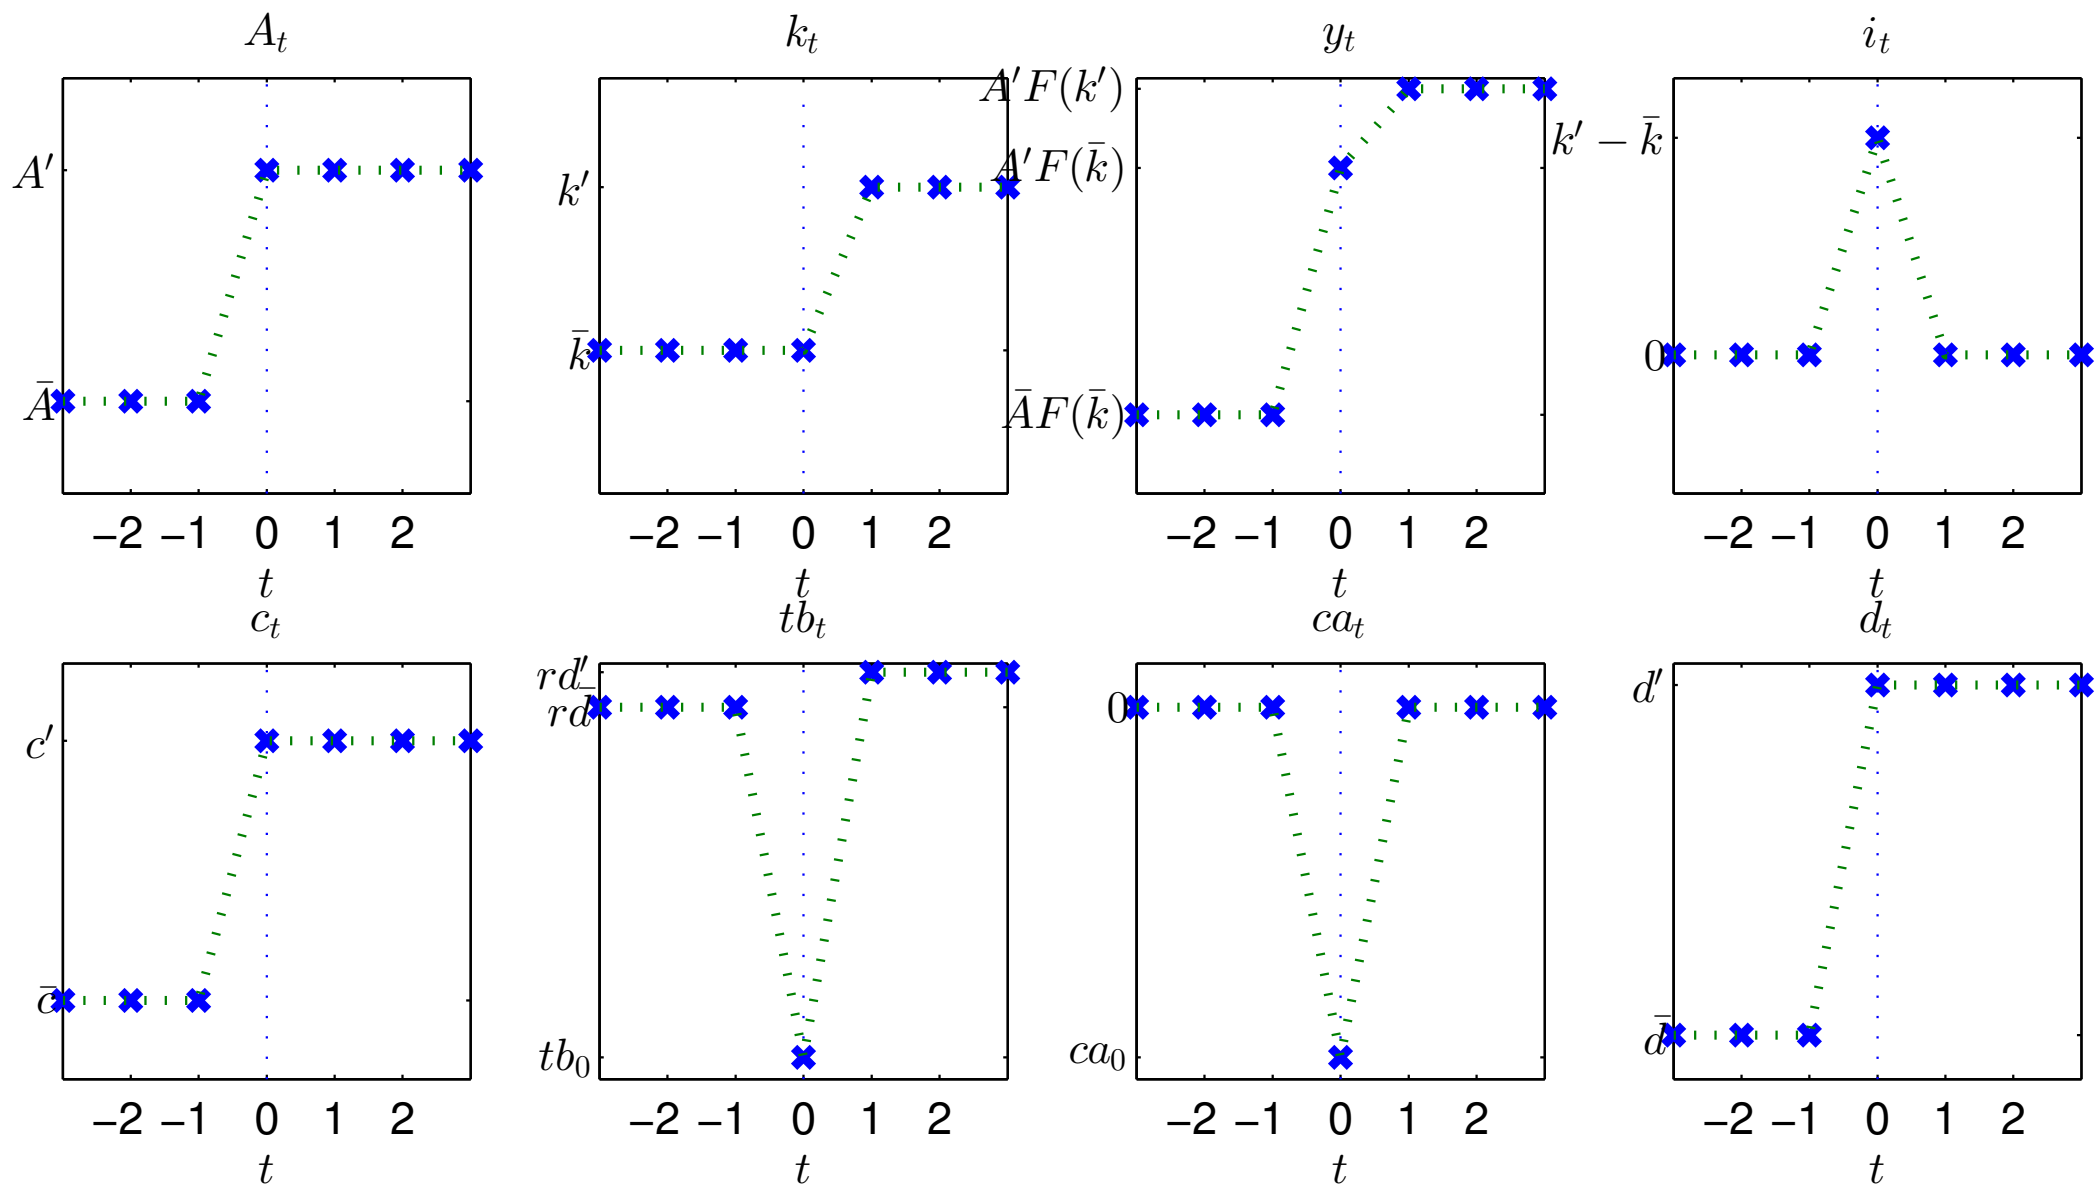 A_t k_t y_t i_t
A′ Ā
k′ k̄
A′F(k′) A′F(k̄) ĀF(k̄)
k′ − k̄ 0
−2 −1 0 1 2 −2 −1 0 1 2 −2 −1 0 1 2 −2 −1 0 1 2
t t t t
c_t tb_t ca_t d_t
c′ c̄
rd′ rd̄ tb_0
0 ca_0
d′ d̄
−2 −1 0 1 2 −2 −1 0 1 2 −2 −1 0 1 2 −2 −1 0 1 2
t t t t